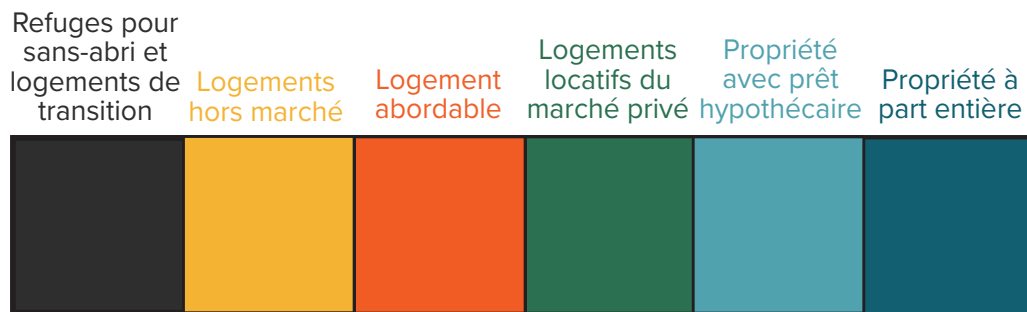 Refuges pour
sans-abri et
logements de
transition
Logements
hors marché
Logement
abordable
Logements
locatifs du
marché privé
Propriété
avec prêt
hypothécaire
Propriété à
part entière